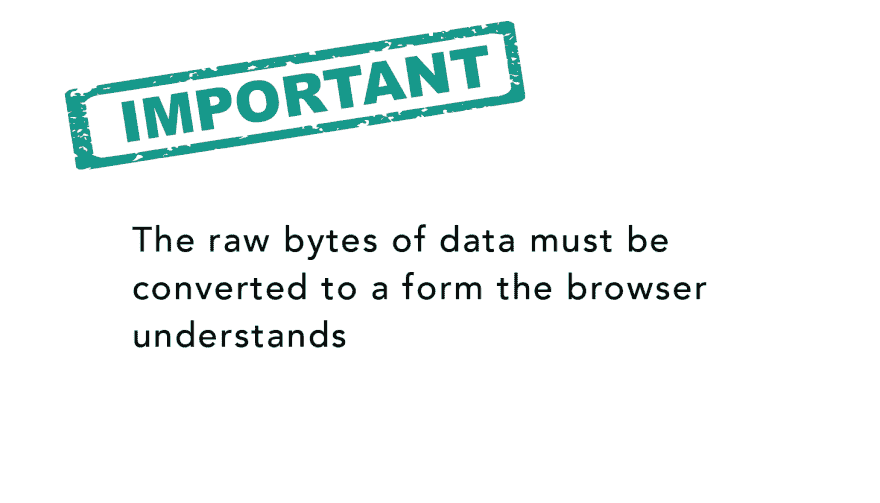 IMPORTANT
The raw bytes of data must be
converted to a form the browser
understands